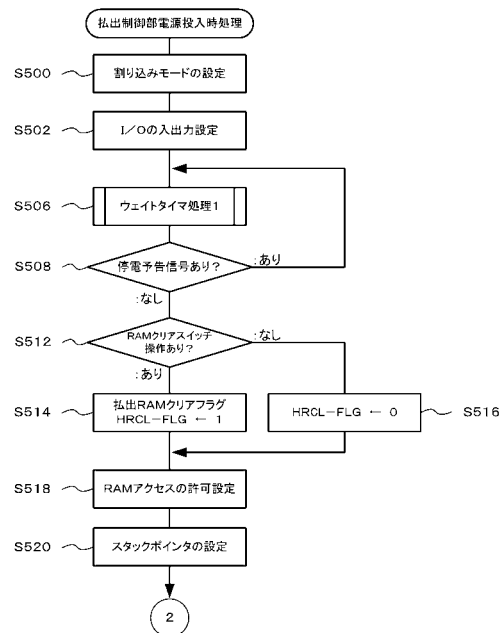 払出制御部電源投入時処理
S500
割り込みモードの設定
S502
I/Oの入出力設定
S506
ウェイトタイマ処理1
S508
停電予告信号あり?
:あり
:なし
S512
RAMクリアスイッチ
操作あり?
:なし
:あり
S514
払出RAMクリアフラグ
HRCL-FLG ← 1
HRCL-FLG ← 0
S516
S518
RAMアクセスの許可設定
S520
スタックポインタの設定
2